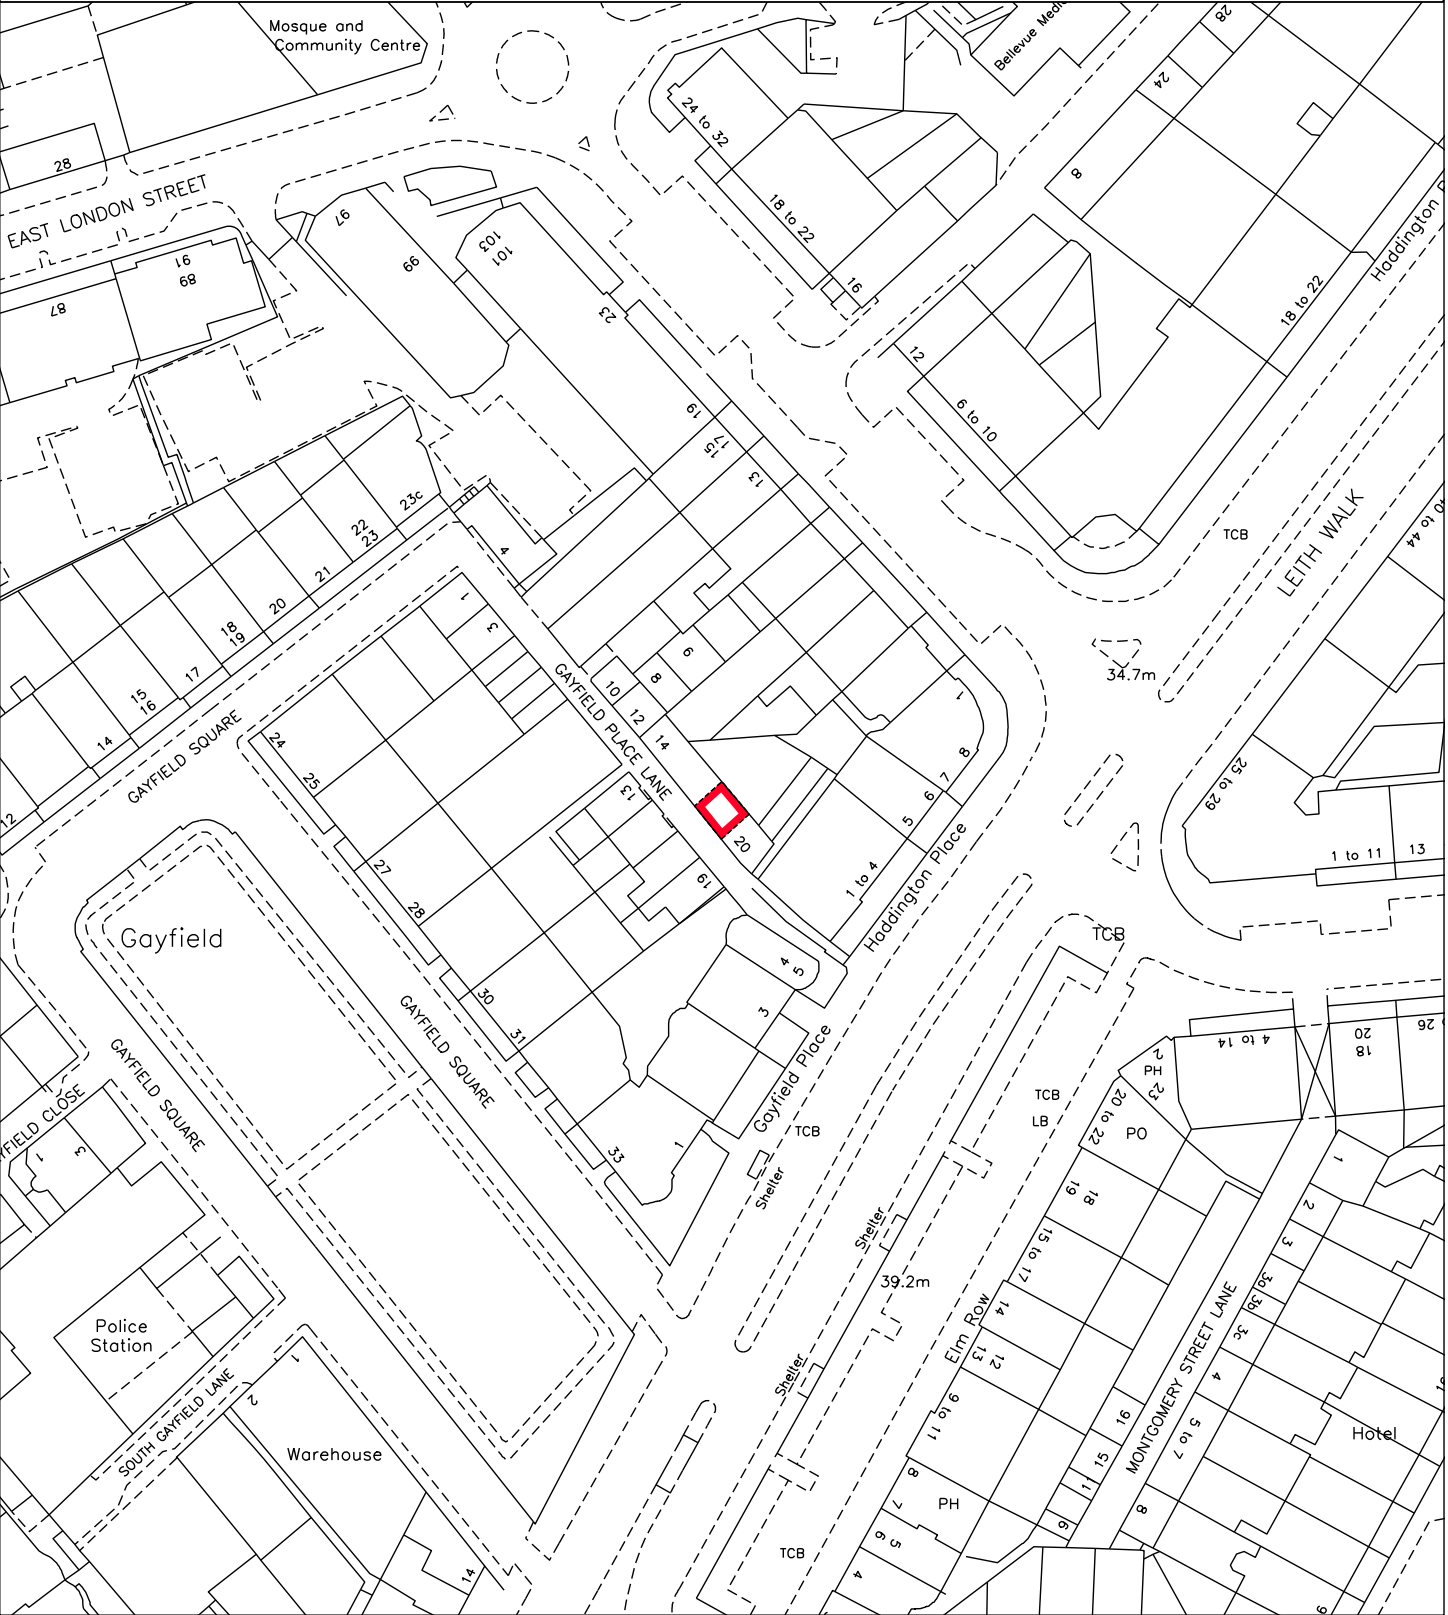 Mosque and
Community Centre
Bellevue Medi
28
24
8
28
24 to 32
18 to 22
16
EAST LONDON STREET
97
99
103
101
91
89
87
23
Haddington P
18 to 22
12
6 to 10
19
17
15
13
TCB
LEITH WALK
40 to 44
23c
22
23
21
20
18
19
17
15
16
14
12
4
1
3
GAYFIELD PLACE LANE
6
8
10
12
14
34.7m
1
8
7
6
5
1 to 4
Haddington Place
25 to 29
1 to 11
13
GAYFIELD SQUARE
24
25
27
28
30
31
33
13
19
20
Gayfield
GAYFIELD SQUARE
GAYFIELD SQUARE
YFIELD CLOSE
1
3
4
5
3
1
Gayfield Place
TCB
TCB
Shelter
Shelter
Shelter
39.2m
TCB
LB
4 to 14
20
18
26
2
PH
23
20 to 22
PO
19
18
15 to 17
14
13
12
Elm Row
9 to 11
8
7
PH
6
5
4
TCB
1
2
3
3a
3b
3c
4
5 to 7
8
MONTGOMERY STREET LANE
16
15
11
9
Hotel
Police
Station
SOUTH GAYFIELD LANE
1
2
Warehouse
14